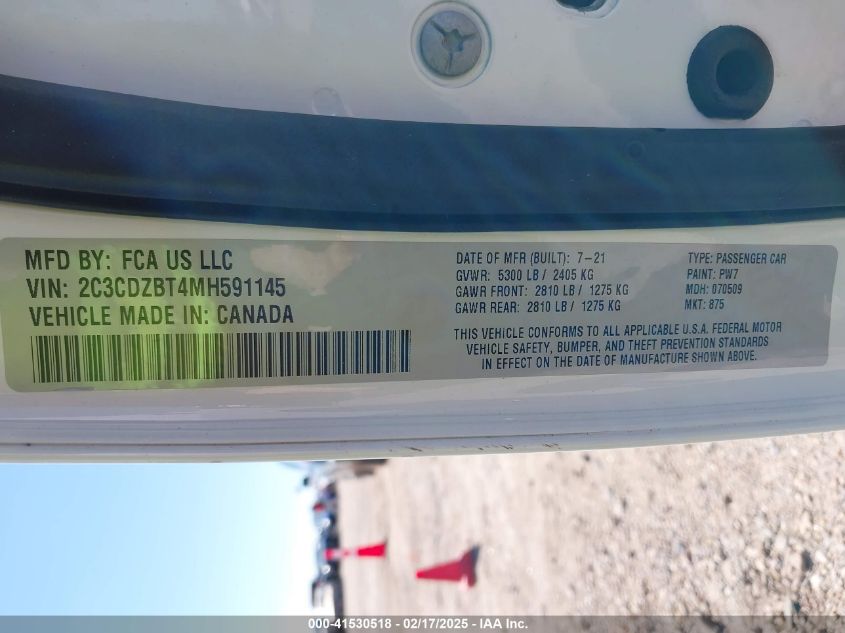 MFD BY: FCA US LLC
VIN: 2C3CDZBT4MH591145
VEHICLE MADE IN: CANADA
DATE OF MFR (BUILT): 7-21
GVWR: 5300 LB / 2405 KG
GAWR FRONT: 2810 LB / 1275 KG
GAWR REAR: 2810 LB / 1275 KG
TYPE: PASSENGER CAR
PAINT: PW7
MDH: 070509
MKT: 875
THIS VEHICLE CONFORMS TO ALL APPLICABLE U.S.A. FEDERAL MOTOR
VEHICLE SAFETY, BUMPER, AND THEFT PREVENTION STANDARDS
IN EFFECT ON THE DATE OF MANUFACTURE SHOWN ABOVE.
000-41530518 - 02/17/2025 - IAA Inc.